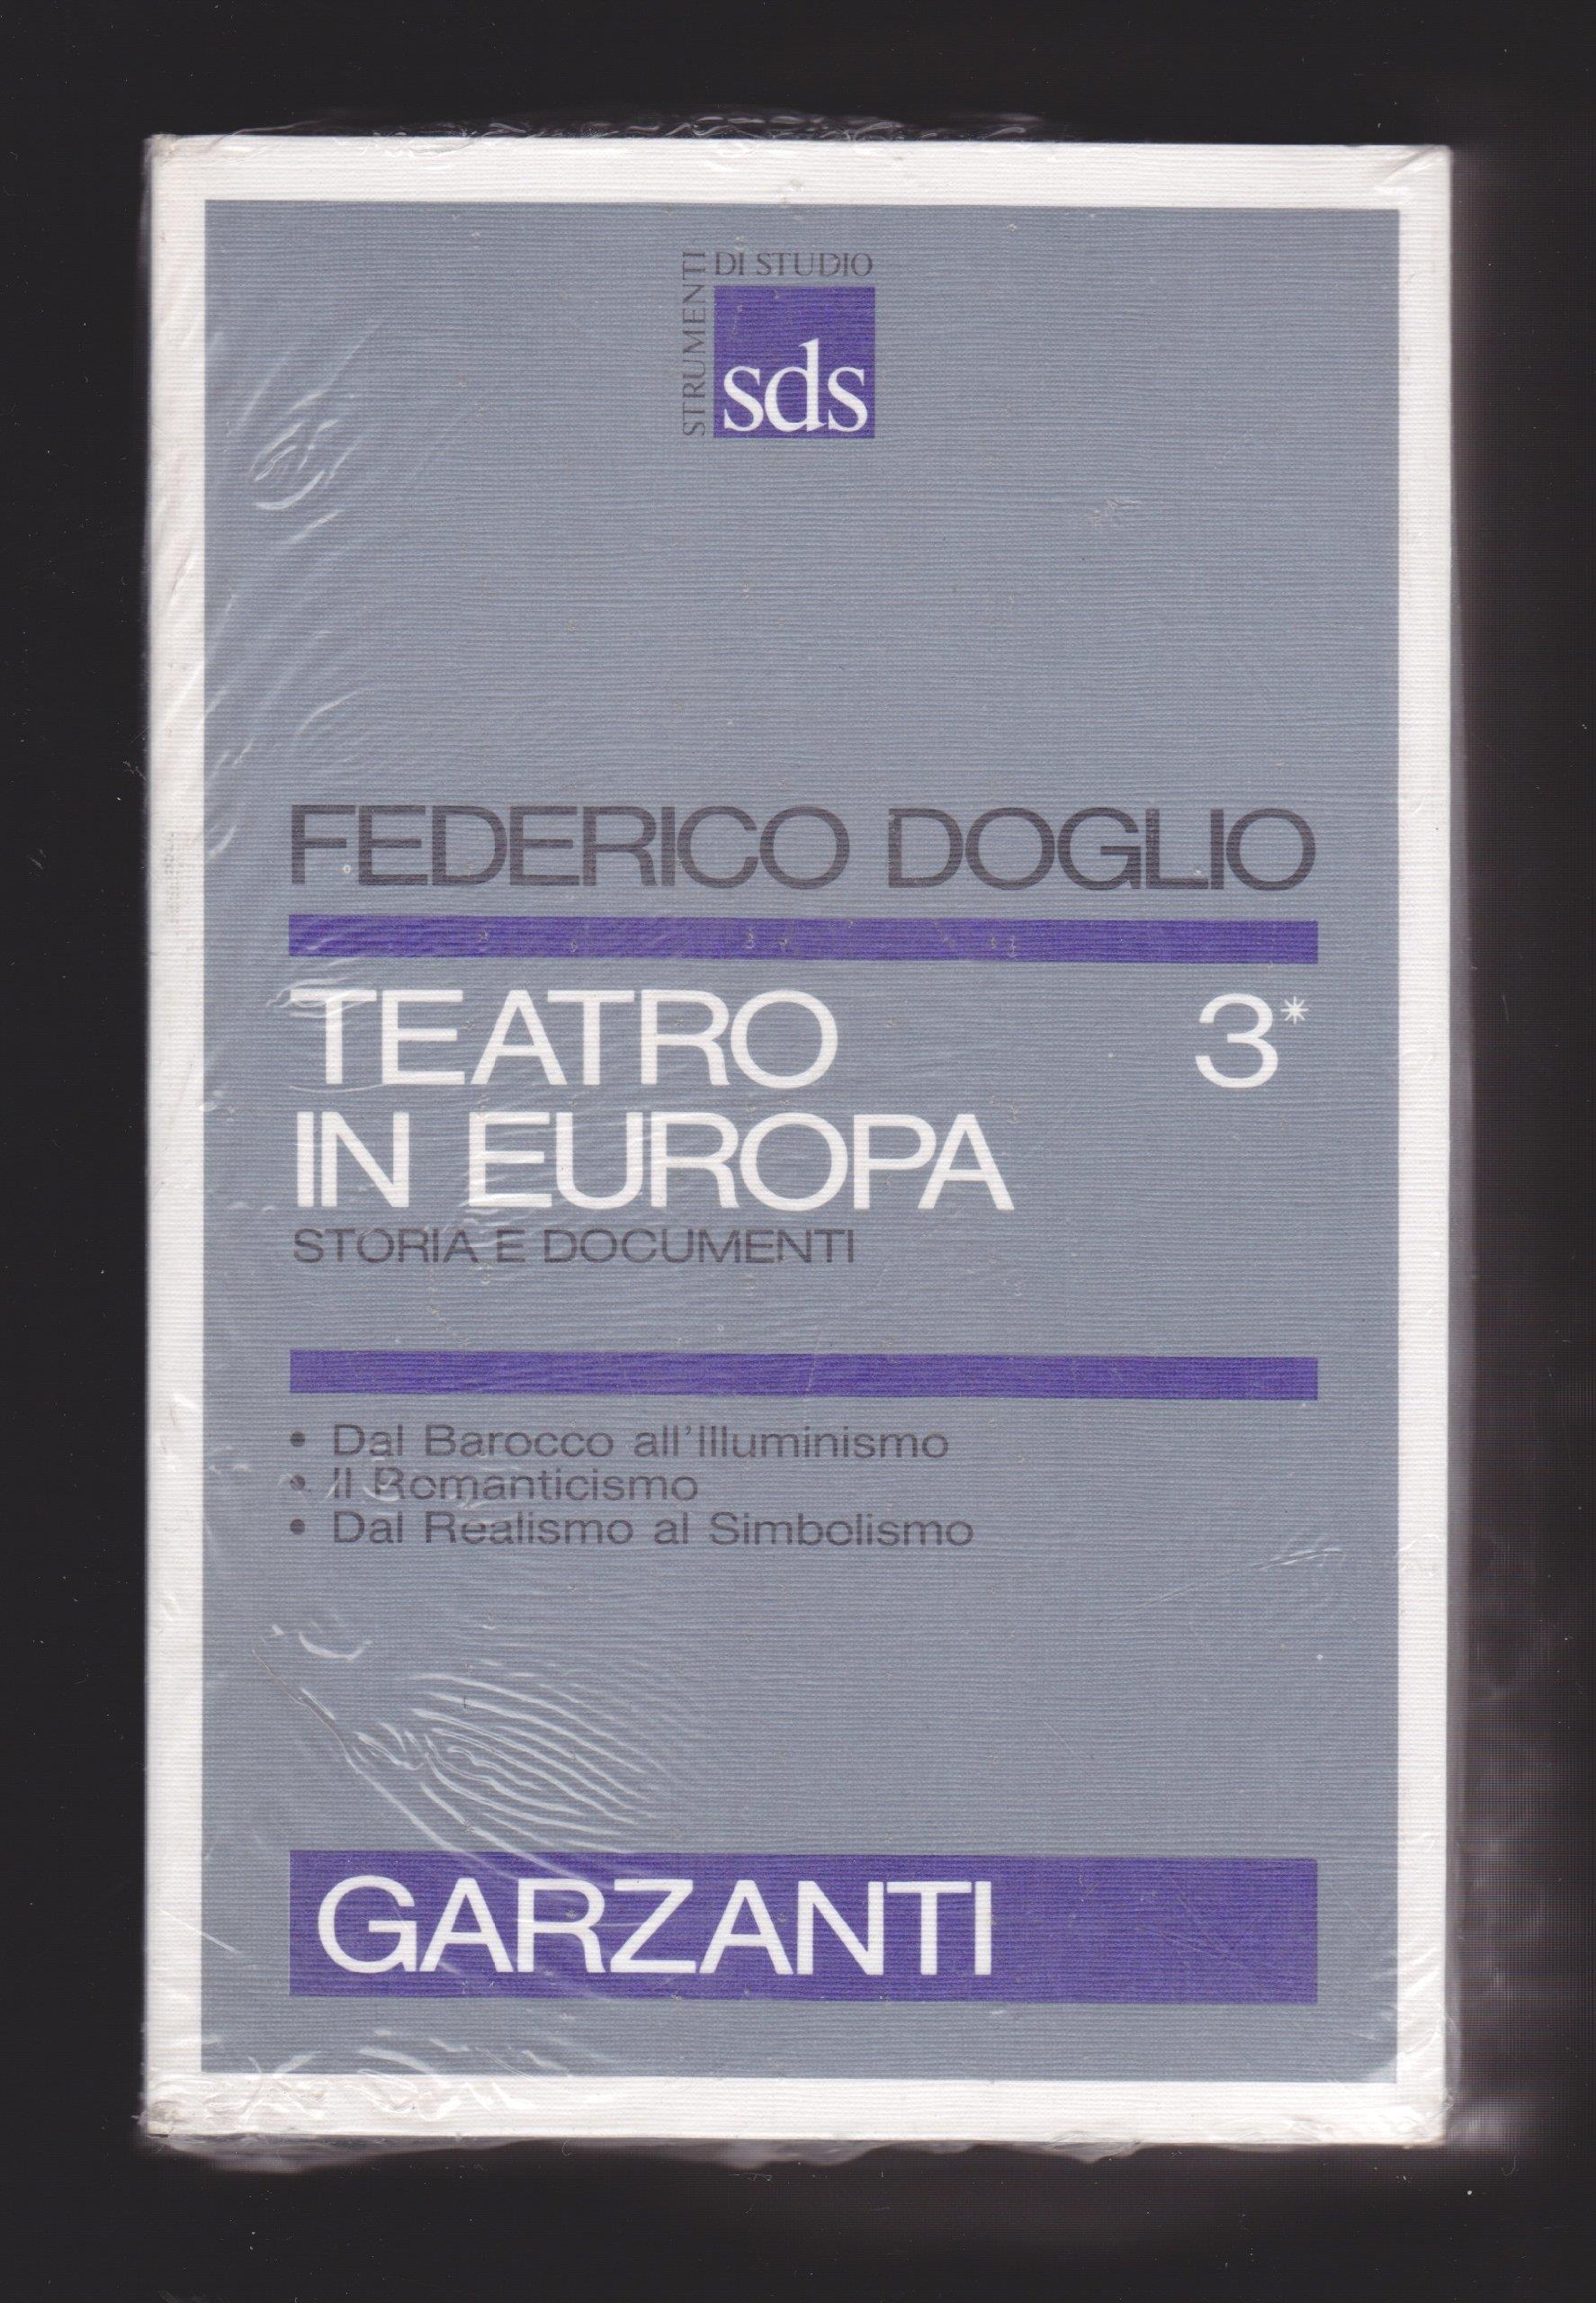 STRUMENTI
DI STUDIO
sds
FEDERICO DOGLIO
TEATRO 3*
IN EUROPA
STORIA E DOCUMENTI
• Dal Barocco all'Illuminismo
• Il Romanticismo
• Dal Realismo al Simbolismo
GARZANTI